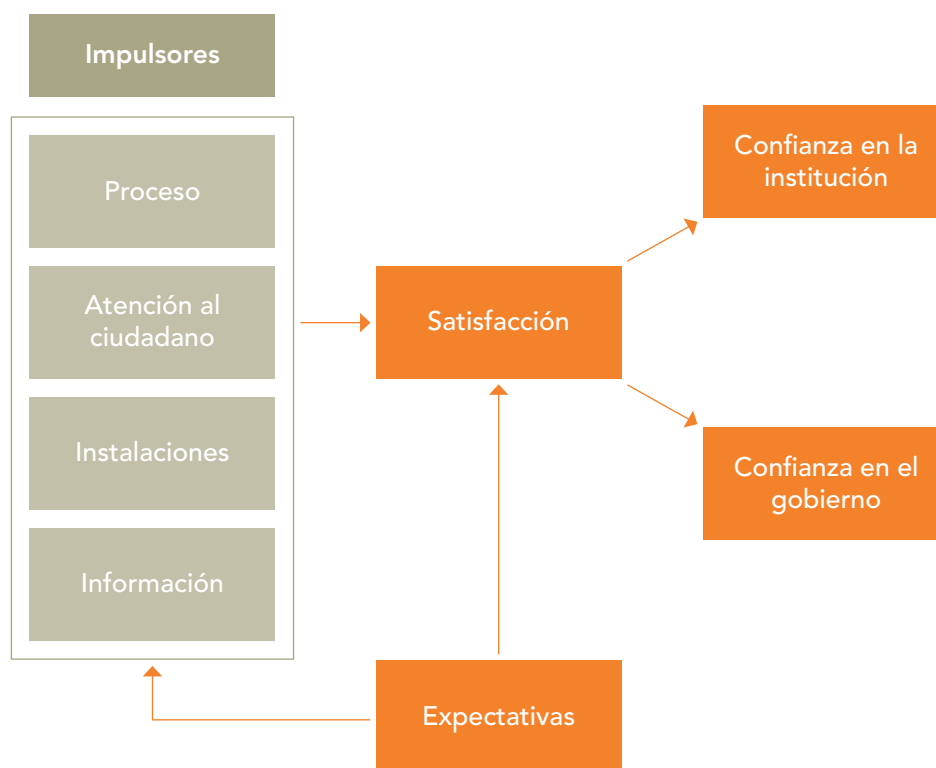 Impulsores
Proceso
Atención al
ciudadano
Instalaciones
Información
Satisfacción
Expectativas
Confianza en la
institución
Confianza en el
gobierno